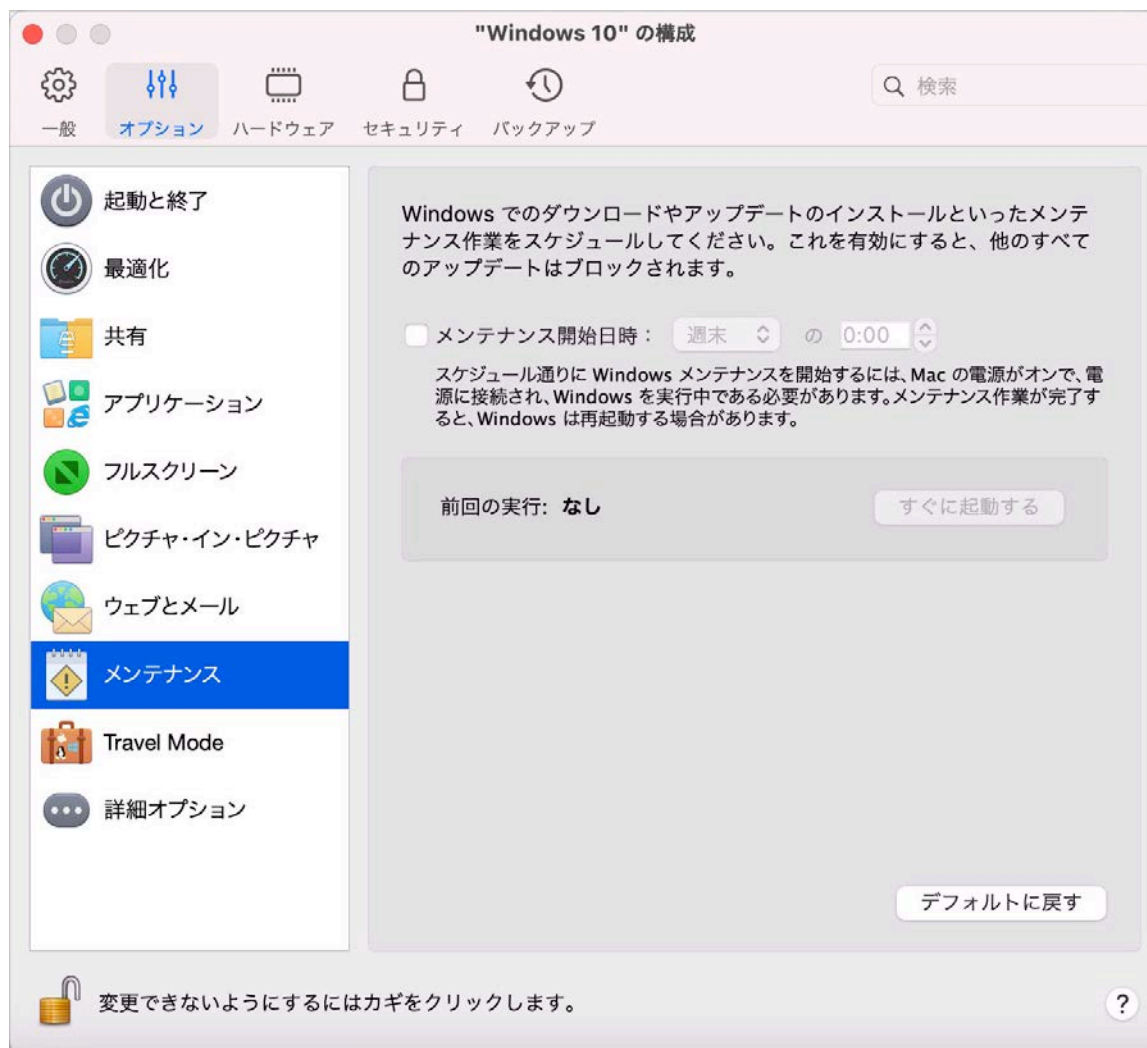 "Windows 10" の構成
一般
オプション
ハードウェア
セキュリティ
バックアップ
検索
起動と終了
最適化
共有
アプリケーション
フルスクリーン
ピクチャ・イン・ピクチャ
ウェブとメール
メンテナンス
Travel Mode
詳細オプション
Windows でのダウンロードやアップデートのインストールといったメンテ
ナンス作業をスケジュールしてください。これを有効にすると、他のすべて
のアップデートはブロックされます。
メンテナンス開始日時： 週末 の 0:00
スケジュール通りに Windows メンテナンスを開始するには、Mac の電源がオンで、電
源に接続され、Windows を実行中である必要があります。メンテナンス作業が完了す
ると、Windows は再起動する場合があります。
前回の実行: なし すぐに起動する
デフォルトに戻す
変更できないようにするにはカギをクリックします。 ?